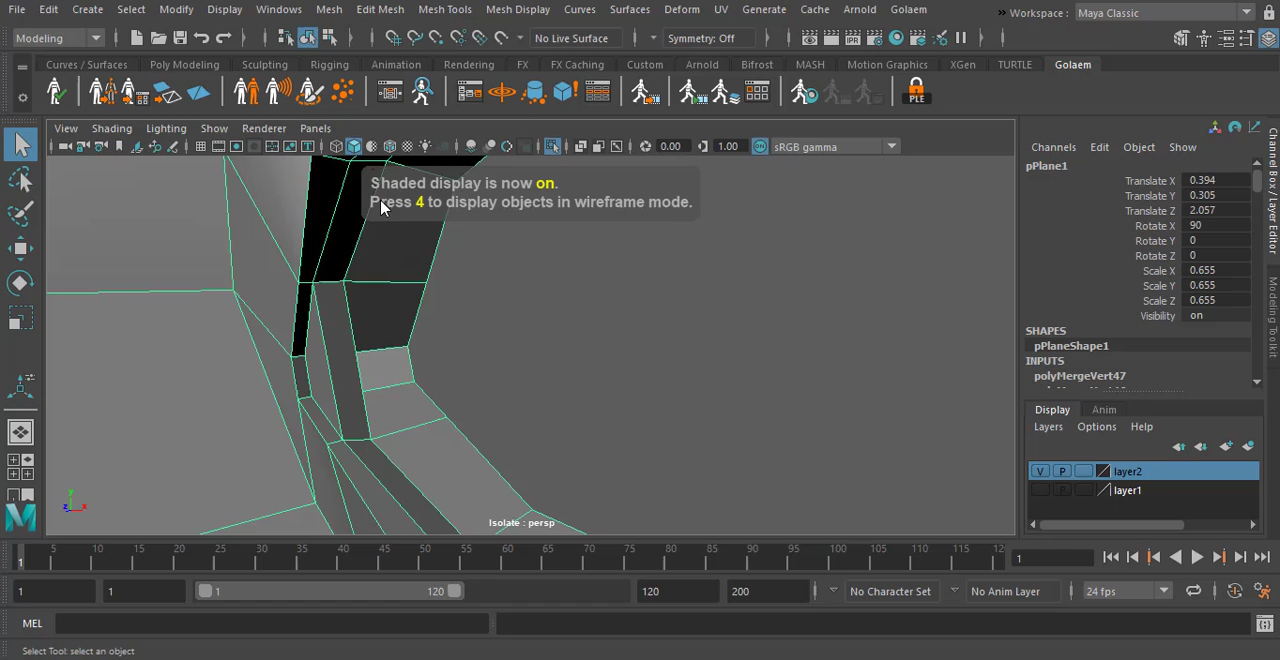 File Edit Create Select Modify Display Windows Mesh Edit Mesh Mesh Tools Mesh Display Curves Surfaces Deform UV Generate Cache Arnold Golaem » Workspace : Maya Classic
Modeling No Live Surface Symmetry: Off
Curves / Surfaces Poly Modeling Sculpting Rigging Animation Rendering FX FX Caching Custom Arnold Bifrost MASH Motion Graphics XGen TURTLE Golaem
PLE
View Shading Lighting Show Renderer Panels
0.00 1.00 ON sRGB gamma
Shaded display is now on.
Press 4 to display objects in wireframe mode.
Isolate : persp
y
z x
Channels Edit Object Show
pPlane1
Translate X 0.394
Translate Y 0.305
Translate Z 2.057
Rotate X 90
Rotate Y 0
Rotate Z 0
Scale X 0.655
Scale Y 0.655
Scale Z 0.655
Visibility on
SHAPES
pPlaneShape1
INPUTS
polyMergeVert47
Channel Box / Layer Editor
Modeling Toolkit
Display Anim
Layers Options Help
V P layer2
P layer1
5 10 15 20 25 30 35 40 45 50 55 60 65 70 75 80 85 90 95 100 105 110 115 12
1 1
1 1 1 120 120 200 No Character Set No Anim Layer 24 fps
MEL
Select Tool: select an object